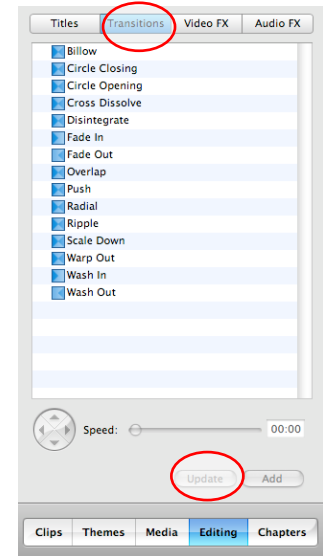 Titles Transitions Video FX Audio FX
Billow
Circle Closing
Circle Opening
Cross Dissolve
Disintegrate
Fade In
Fade Out
Overlap
Push
Radial
Ripple
Scale Down
Warp Out
Wash In
Wash Out
Speed: 00:00
Update Add
Clips Themes Media Editing Chapters